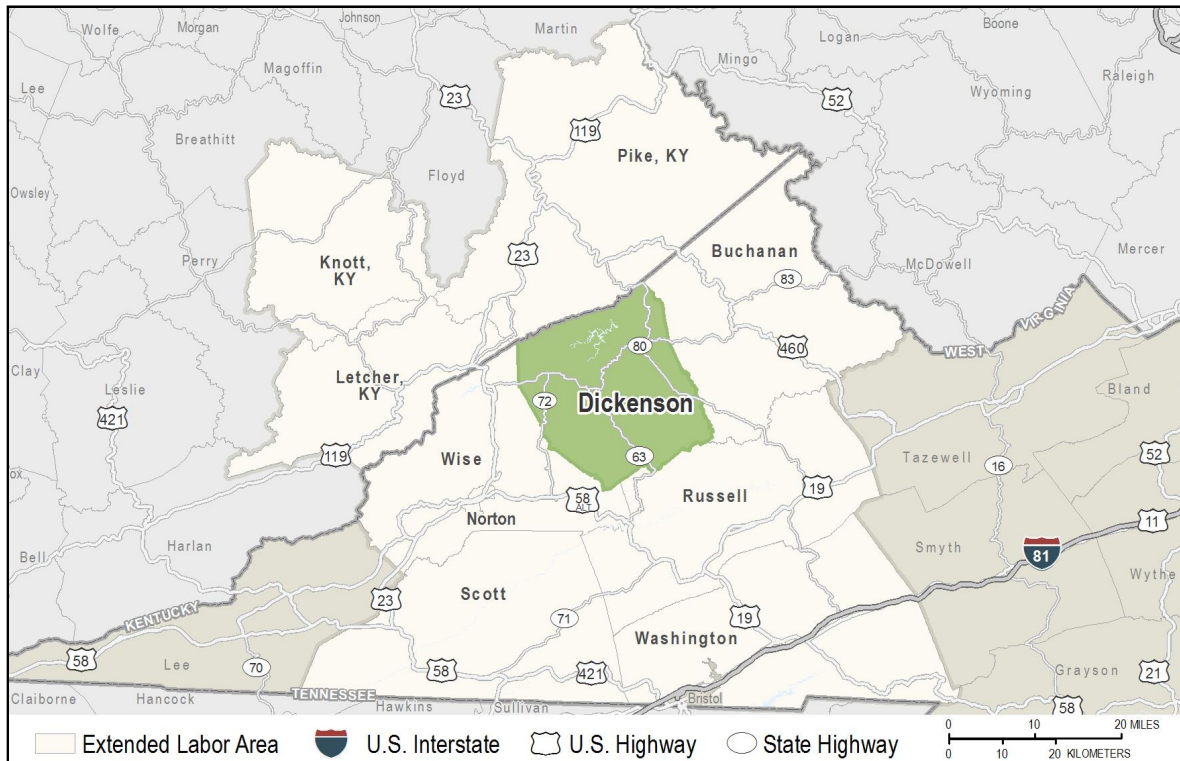 Johnson
Martin
Boone
Wolfe
Morgan
Logan
Mingo
Magoffin
Raleigh
Lee
23
52
Wyoming
119
Breathitt
Pike, KY
Floyd
Owsley
Buchanan
Mercer
Perry
23
Knott,
KY
McDowell
83
VIRGINIA
WEST
80
460
Clay
Letcher,
KY
Leslie
Bland
72
Dickenson
421
119
Wise
63
Tazewell
52
16
19
58
ALT
Russell
Norton
11
Harlan
Smyth
81
Bell
Wythe
Scott
23
KENTUCKY
71
19
Washington
58
Lee
70
58
421
Grayson
21
TENNESSEE
Bristol
Claiborne
Hancock
Hawkins
Sullivan
58
Extended Labor Area
U.S. Interstate
U.S. Highway
State Highway
0 10 20 MILES
0 10 20 KILOMETERS